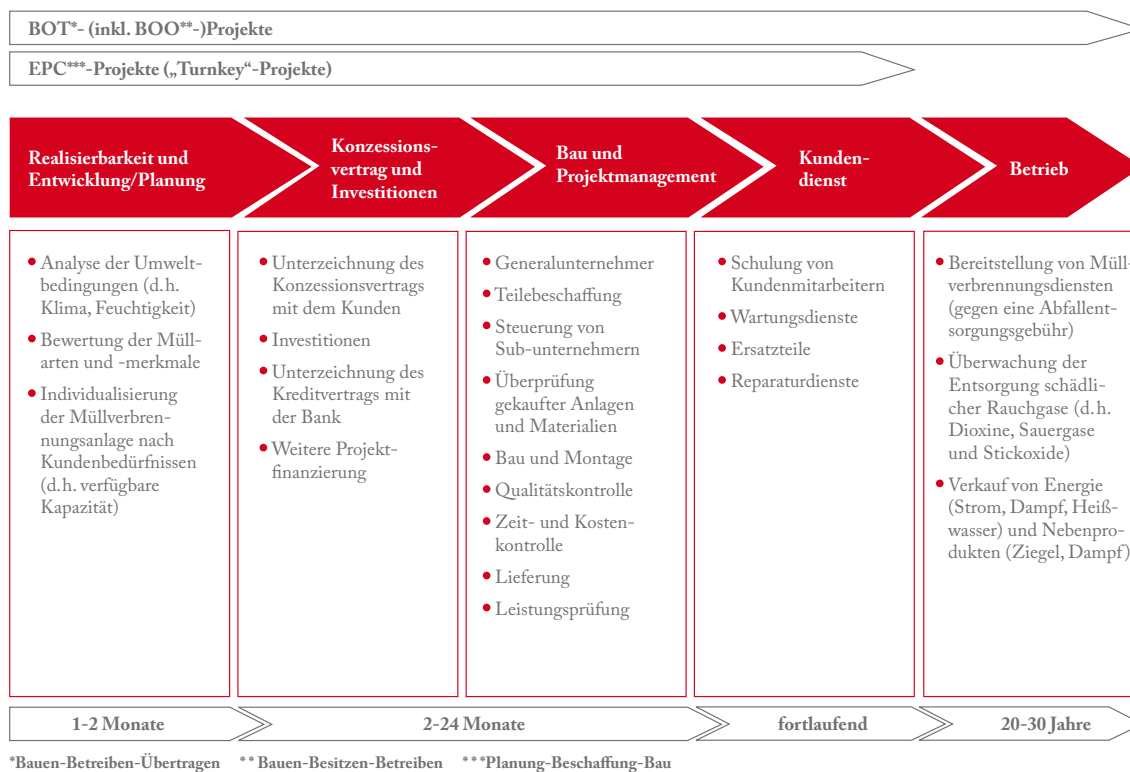 BOT*- (inkl. BOO**-)Projekte
EPC***-Projekte („Turnkey“-Projekte)
Realisierbarkeit und
Entwicklung/Planung
Konzessions-
vertrag und
Investitionen
Bau und
Projektmanagement
Kunden-
dienst
Betrieb
• Analyse der Umwelt-
bedingungen (d.h.
Klima, Feuchtigkeit)
• Bewertung der Müll-
arten und -merkmale
• Individualisierung
der Müllverbren-
nungsanlage nach
Kundenbedürfnissen
(d.h. verfügbare
Kapazität)
• Unterzeichnung des
Konzessionsvertrags
mit dem Kunden
• Investitionen
• Unterzeichnung des
Kreditvertrags mit
der Bank
• Weitere Projekt-
finanzierung
• Generalunternehmer
• Teilebeschaffung
• Steuerung von
Sub-unternehmern
• Überprüfung
gekaufter Anlagen
und Materialien
• Bau und Montage
• Qualitätskontrolle
• Zeit- und Kosten-
kontrolle
• Lieferung
• Leistungsprüfung
• Schulung von
Kundenmitarbeitern
• Wartungsdienste
• Ersatzteile
• Reparaturdienste
• Bereitstellung von Müll-
verbrennungsdiensten
(gegen eine Abfallent-
sorgungsgebühr)
• Überwachung der
Entsorgung schädli-
cher Rauchgase (d.h.
Dioxine, Sauergase
und Stickoxide)
• Verkauf von Energie
(Strom, Dampf, Heiß-
wasser) und Nebenpro-
dukten (Ziegel, Dampf)
1-2 Monate
2-24 Monate
fortlaufend
20-30 Jahre
*Bauen-Betreiben-Übertragen **Bauen-Besitzen-Betreiben ***Planung-Beschaffung-Bau